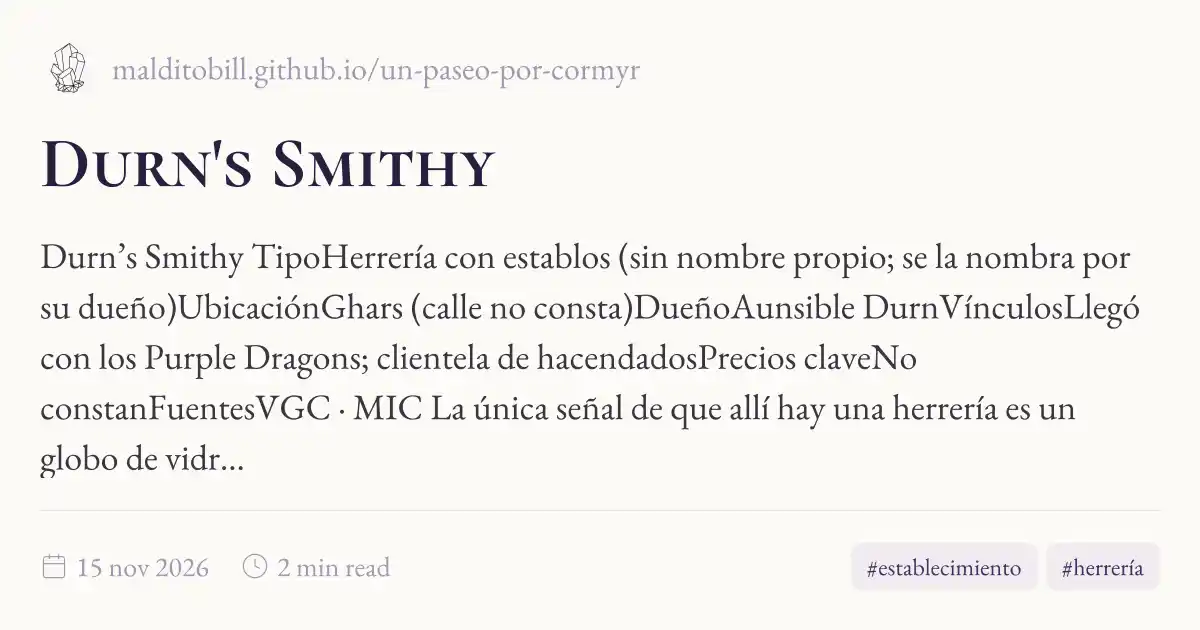 malditobill.github.io/un-paseo-por-cormyr
Durn's Smithy
Durn’s Smithy TipoHerrería con establos (sin nombre propio; se la nombra por
su dueño)UbicaciónGhars (calle no consta)DueñoAunsible DurnVínculosLlegó
con los Purple Dragons; clientela de hacendadosPrecios claveNo
constanFuentesVGC · MIC La única señal de que allí hay una herrería es un
globo de vidr...
15 nov 2026 2 min read #establecimiento #herrería